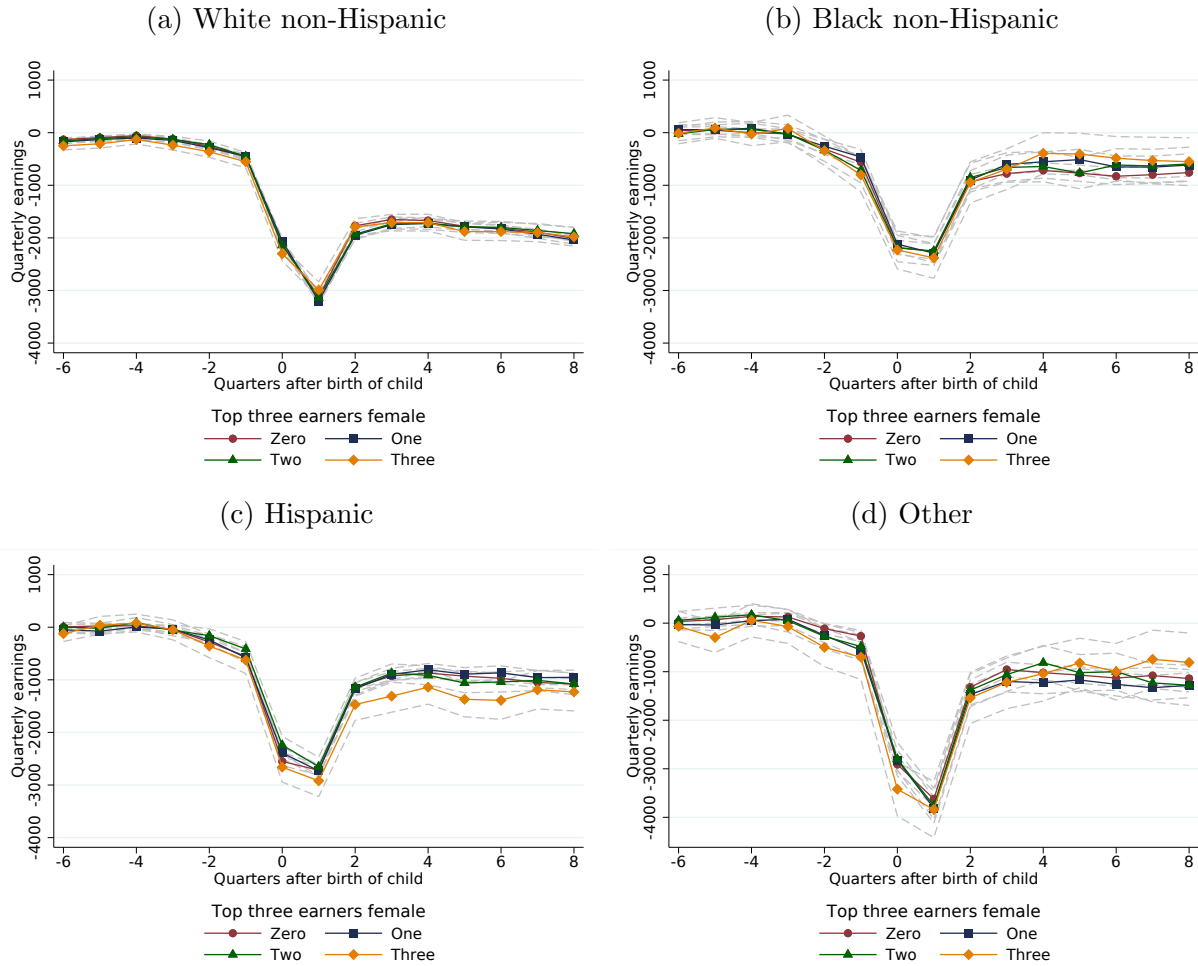 (a) White non-Hispanic
1000
0
-1000
-2000
-3000
-4000
Quarterly earnings
-6 -4 -2 0 2 4 6 8
Quarters after birth of child
Top three earners female
Zero One
Two Three
(b) Black non-Hispanic
1000
0
-1000
-2000
-3000
-4000
Quarterly earnings
-6 -4 -2 0 2 4 6 8
Quarters after birth of child
Top three earners female
Zero One
Two Three
(c) Hispanic
1000
0
-1000
-2000
-3000
-4000
Quarterly earnings
-6 -4 -2 0 2 4 6 8
Quarters after birth of child
Top three earners female
Zero One
Two Three
(d) Other
1000
0
-1000
-2000
-3000
-4000
Quarterly earnings
-6 -4 -2 0 2 4 6 8
Quarters after birth of child
Top three earners female
Zero One
Two Three